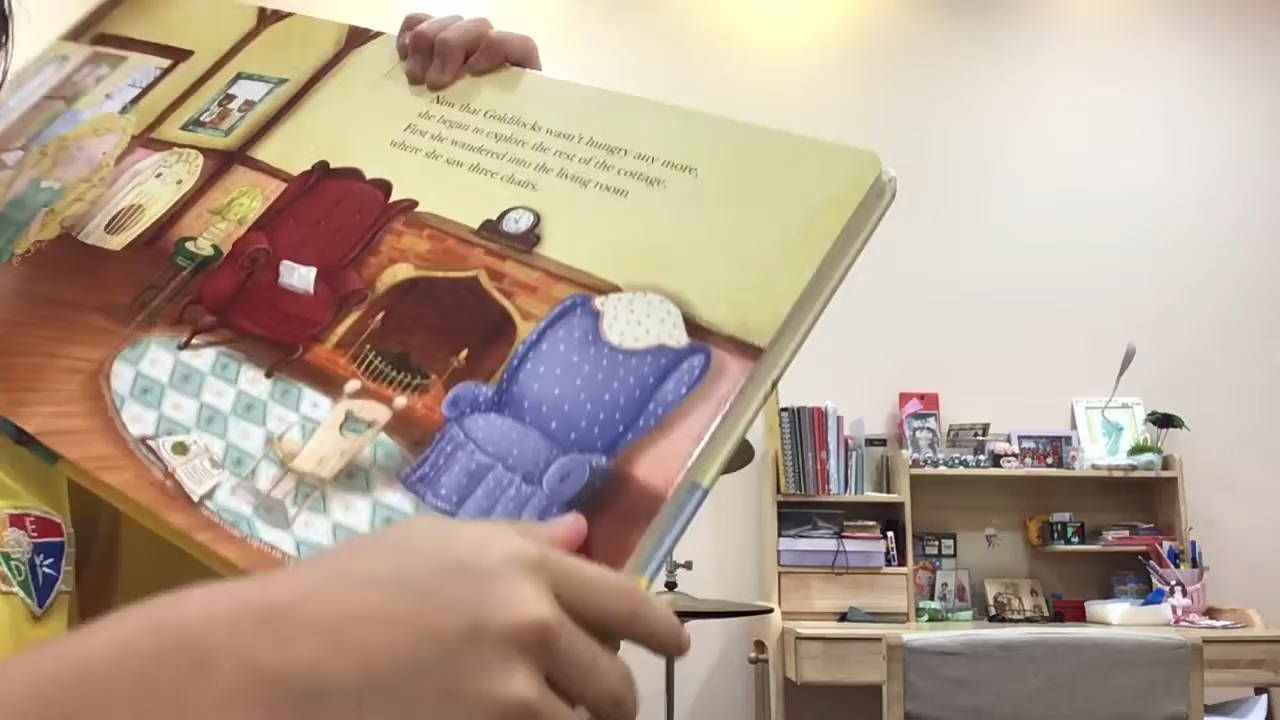 Now that Goldilocks wasn't hungry any more,
she began to explore the rest of the cottage.
First she wandered into the living room
where she saw three chairs.
E
D